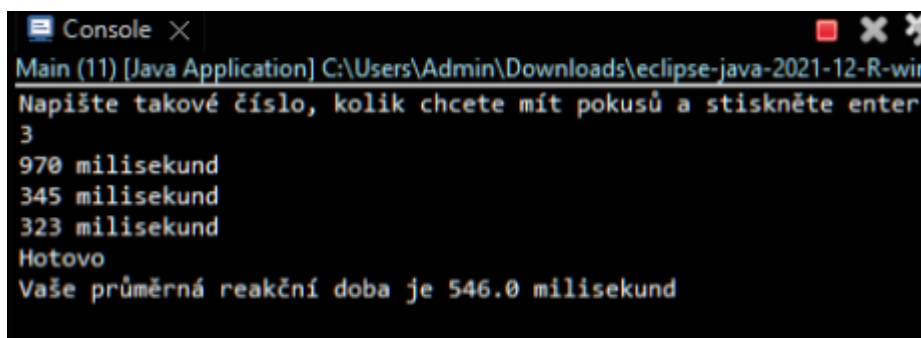 Console
Main (11) [Java Application] C:\Users\Admin\Downloads\eclipse-java-2021-12-R-win
Napište takové číslo, kolik chcete mít pokusů a stiskněte enter
3
970 milisekund
345 milisekund
323 milisekund
Hotovo
Vaše průměrná reakční doba je 546.0 milisekund